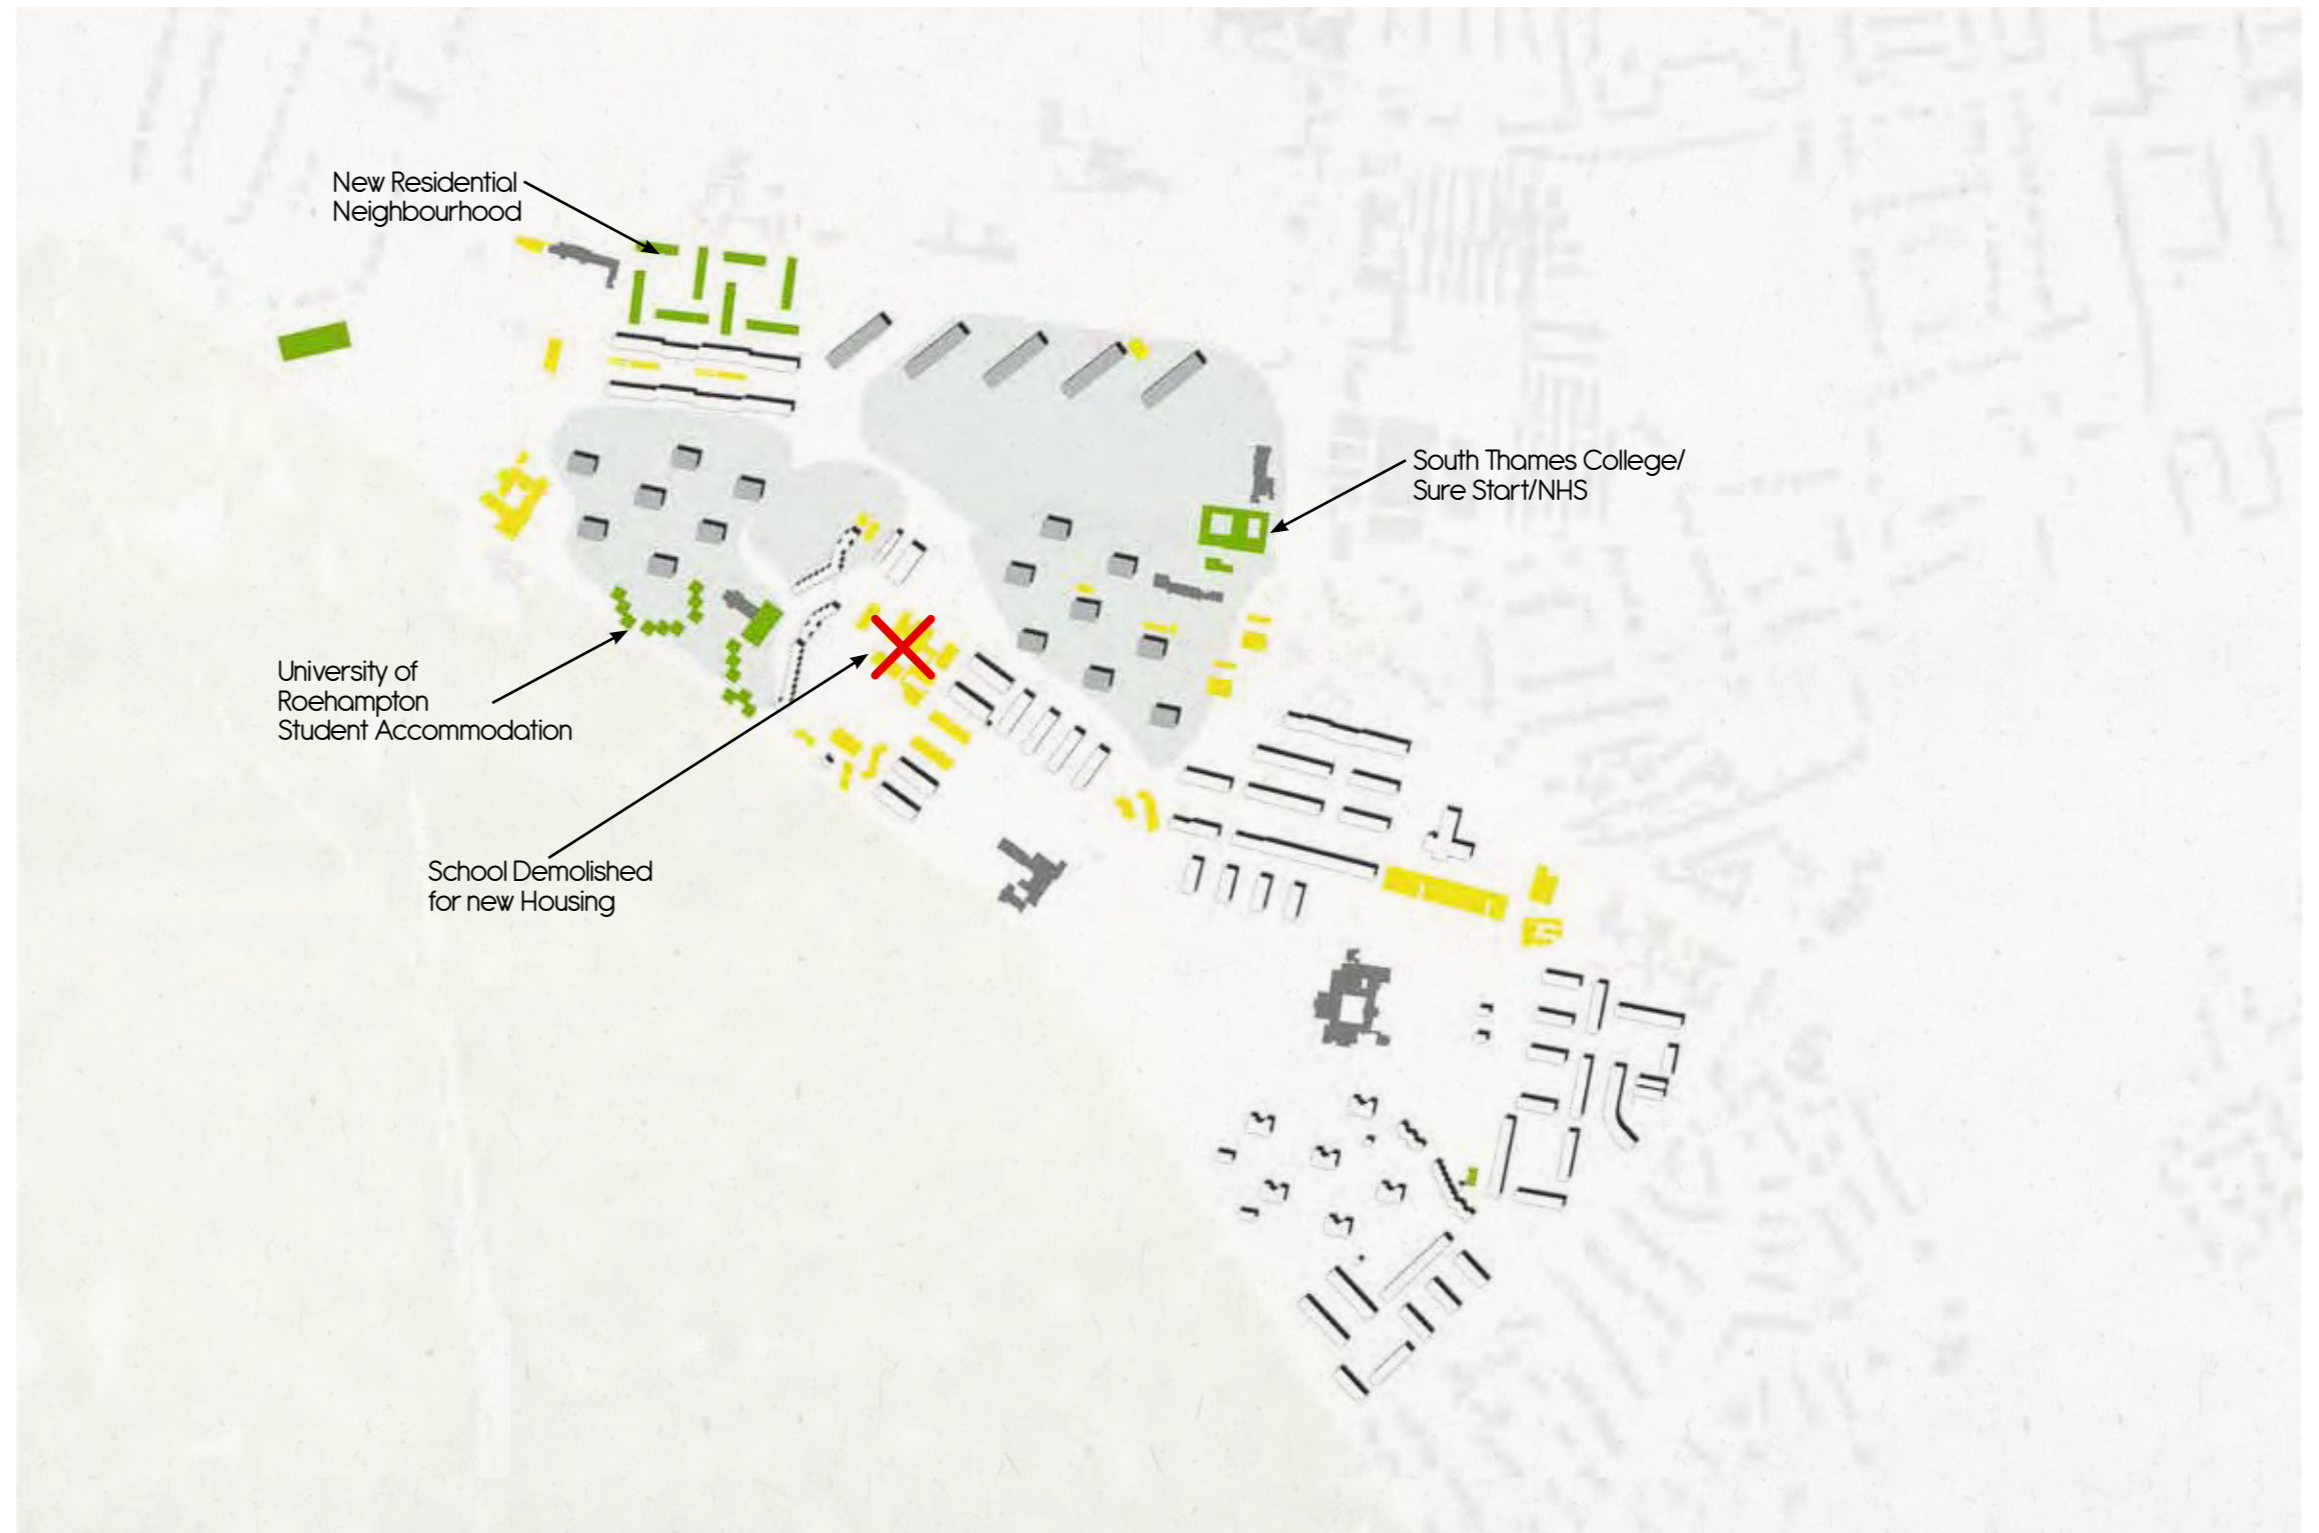 New Residential
Neighbourhood
South Thames College/
Sure Start/NHS
University of
Roehampton
Student Accommodation
School Demolished
for new Housing